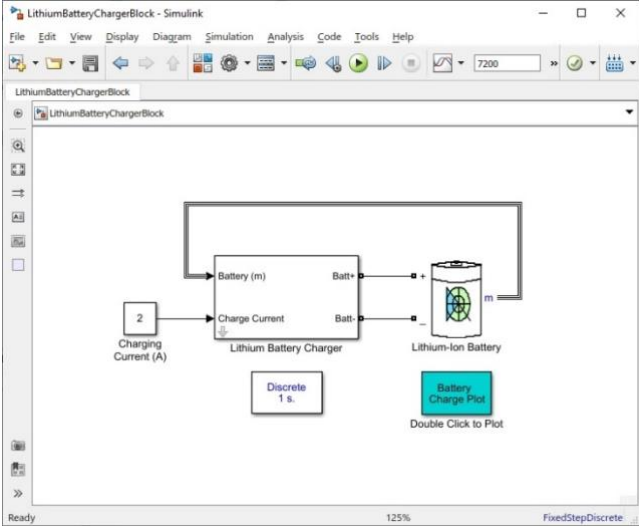 LithiumBatteryChargerBlock - Simulink
File Edit View Display Diagram Simulation Analysis Code Tools Help
7200
»
LithiumBatteryChargerBlock
LithiumBatteryChargerBlock
Battery (m)
Batt+
+
m
2
Charge Current
Batt-
_
Charging
Current (A)
Lithium Battery Charger
Lithium-Ion Battery
Discrete
1 s.
Battery
Charge Plot
Double Click to Plot
»
Ready 125% FixedStepDiscrete